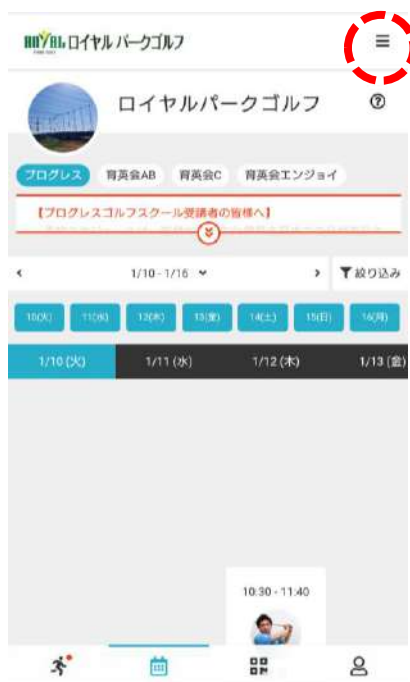 ROYAL ロイヤル パークゴルフ
ロイヤルパークゴルフ
プログレス 育英会AB 育英会C 育英会エンジョイ
【プログレスゴルフスクール受講者の皆様へ】
1/10 - 1/16 絞り込み
10(火) 11(水) 12(木) 13(金) 14(土) 15(日) 16(月)
1/10 (火) 1/11 (水) 1/12 (木) 1/13 (金)
10:30 - 11:40